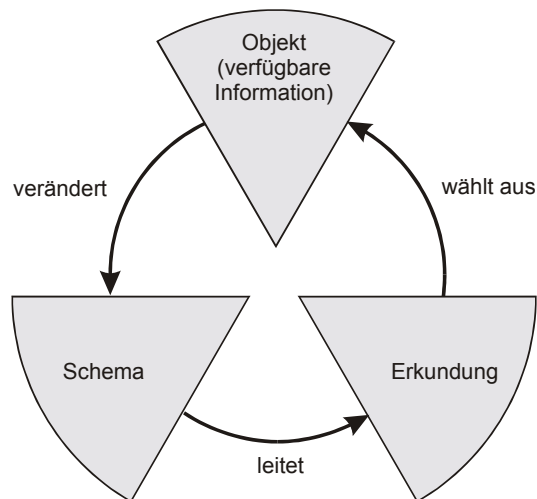 Objekt
(verfügbare
Information)
verändert
wählt aus
Schema
Erkundung
leitet